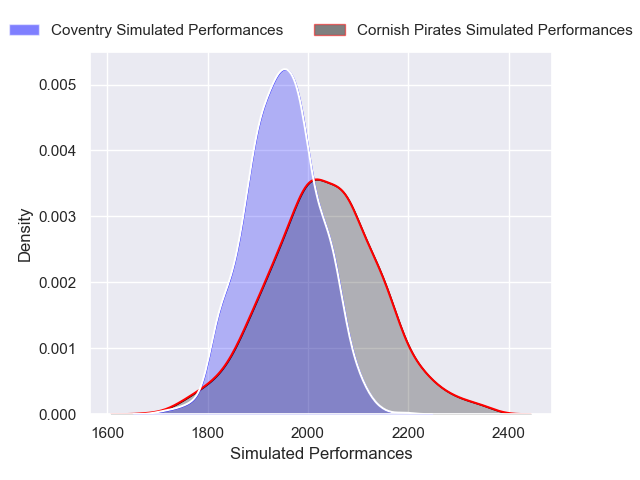 Coventry Simulated Performances
Cornish Pirates Simulated Performances
0.005
0.004
0.003
0.002
0.001
0.000
Density
1600
1800
2000
2200
2400
Simulated Performances